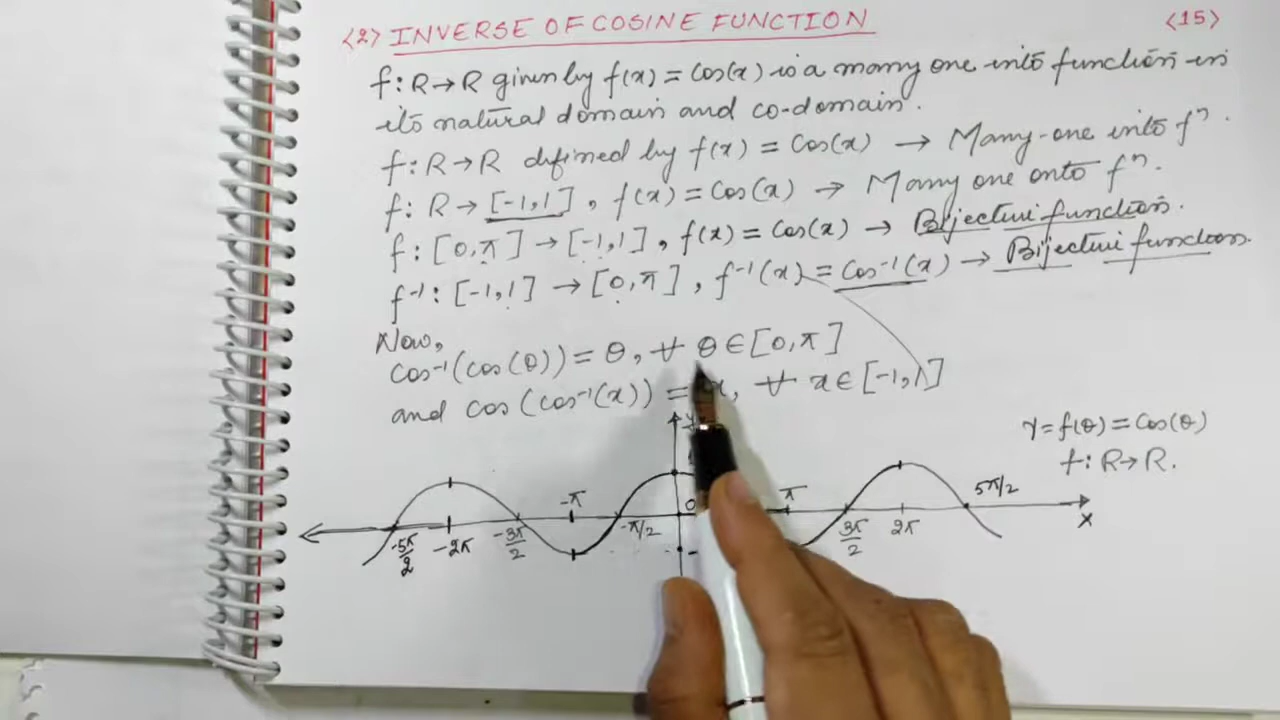 <2> INVERSE OF COSINE FUNCTION
<15>
f: R→R given by f(x) = Cos(x) is a many one into function in
its natural domain and co-domain.
f: R→R defined by f(x) = Cos(x) → Many-one into fⁿ.
f: R→[-1,1], f(x) = Cos(x) → Many one onto fⁿ.
f: [0,π]→[-1,1], f(x) = Cos(x) → Bijective function.
f⁻¹: [-1,1]→[0,π], f⁻¹(x) = Cos⁻¹(x) → Bijective function.
Now,
Cos⁻¹(Cos(θ)) = θ, ∀ θ∈[0,π]
and Cos(Cos⁻¹(x)) = x, ∀ x∈[-1,1]
Y = f(θ) = Cos(θ)
f: R→R.
-π 0 π 5π/2
-5π/2 -2π -3π/2 -π/2 3π/2 2π X